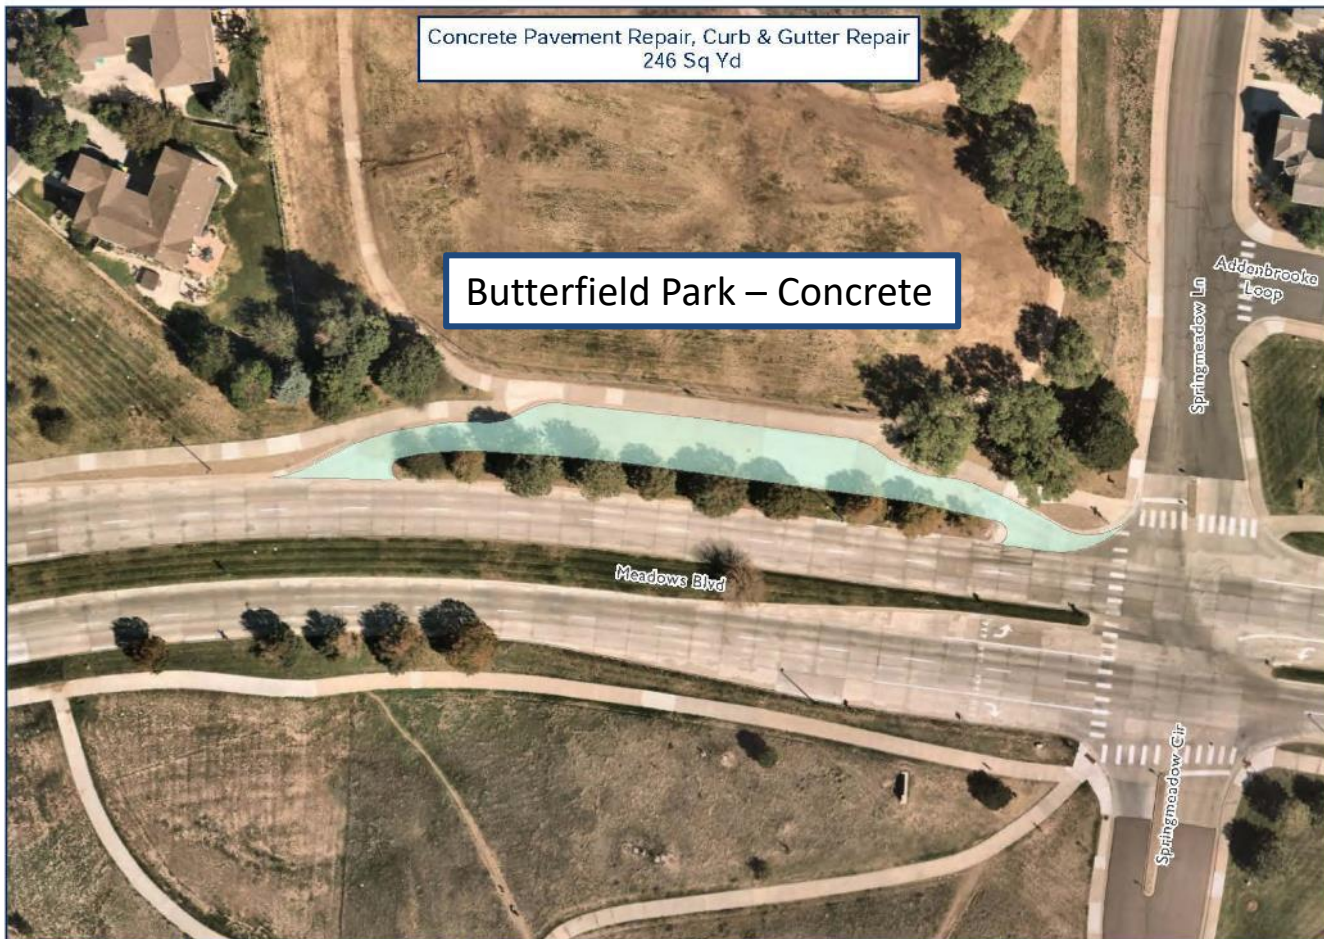 Concrete Pavement Repair, Curb & Gutter Repair
246 Sq Yd
Butterfield Park – Concrete
Addenbrooke
Loop
Springmeadow Ln
Meadows Blvd
Springmeadow Cir